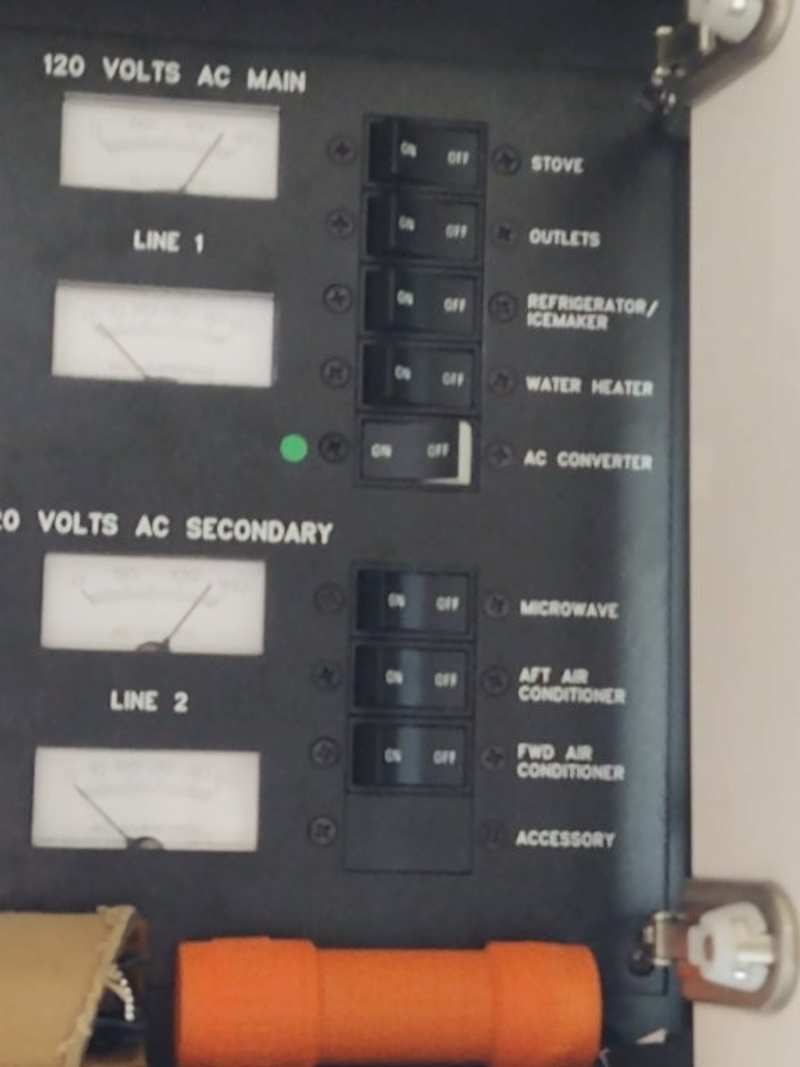 120 VOLTS AC MAIN
ON OFF STOVE
LINE 1
ON OFF OUTLETS
ON OFF REFRIGERATOR/
ICEMAKER
ON OFF WATER HEATER
ON OFF AC CONVERTER
20 VOLTS AC SECONDARY
ON OFF MICROWAVE
LINE 2
ON OFF AFT AIR
CONDITIONER
ON OFF FWD AIR
CONDITIONER
ACCESSORY